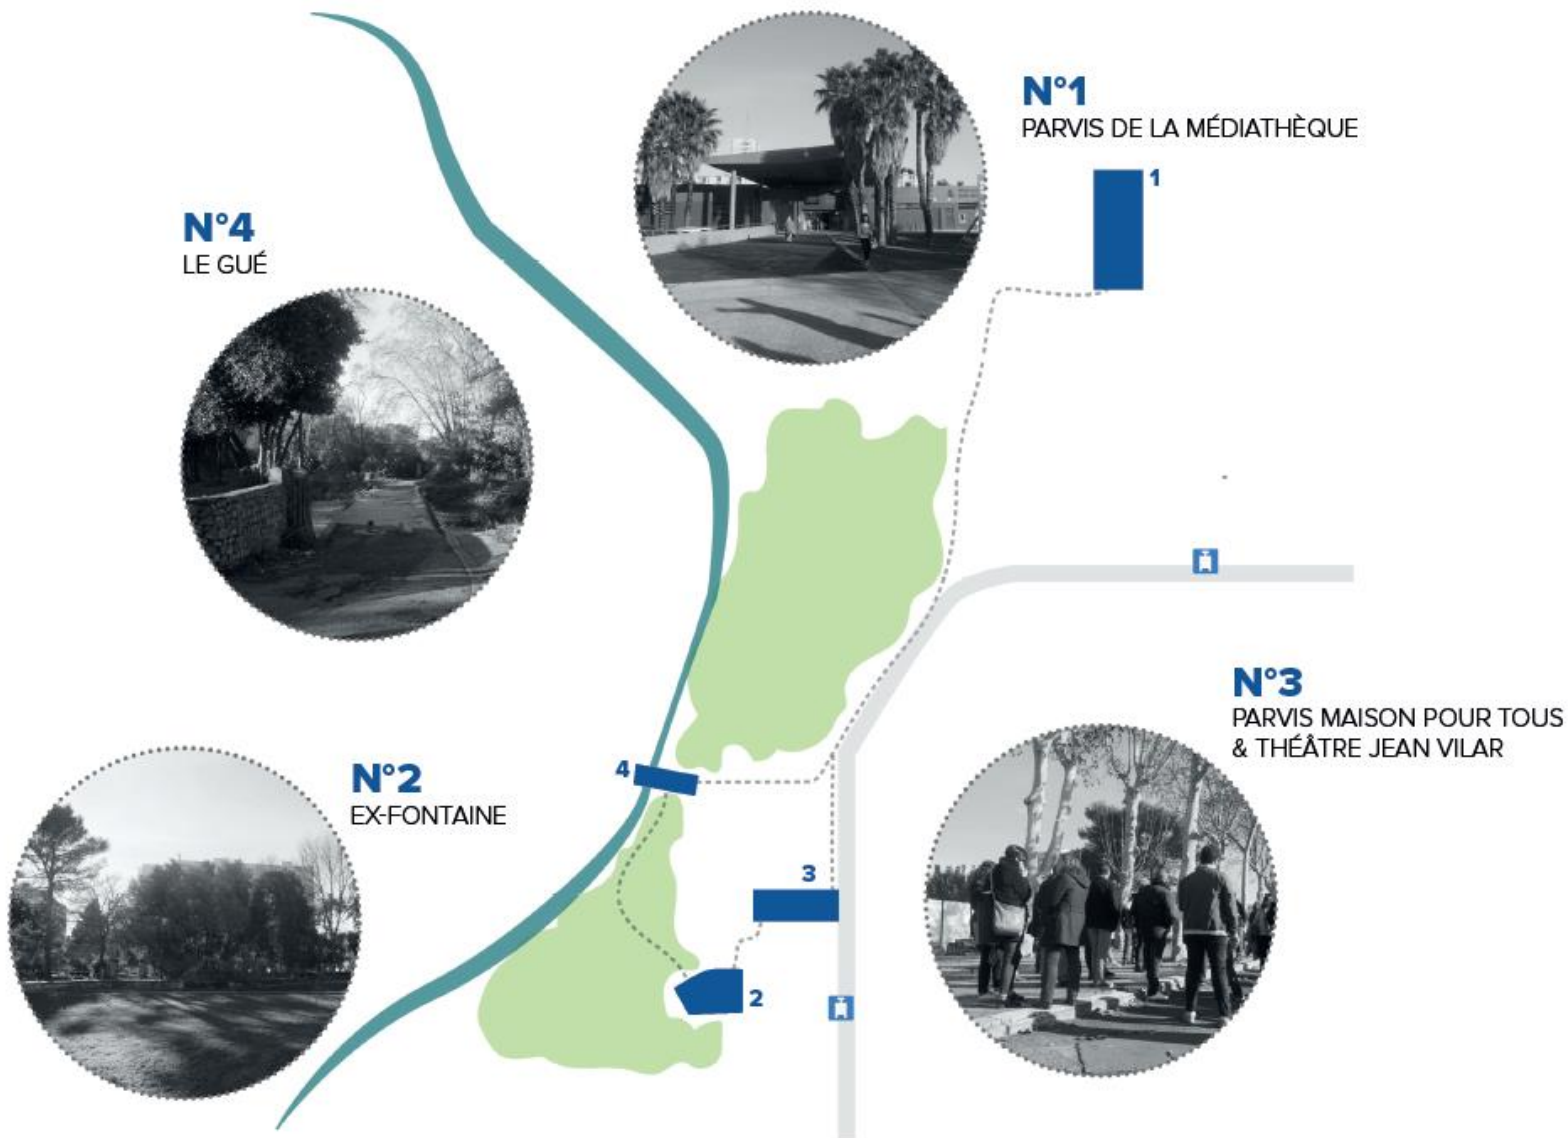 N°1
PARVIS DE LA MÉDIATHÈQUE
1
N°4
LE GUÉ
N°3
PARVIS MAISON POUR TOUS
& THÉÂTRE JEAN VILAR
N°2
EX-FONTAINE
4
3
2